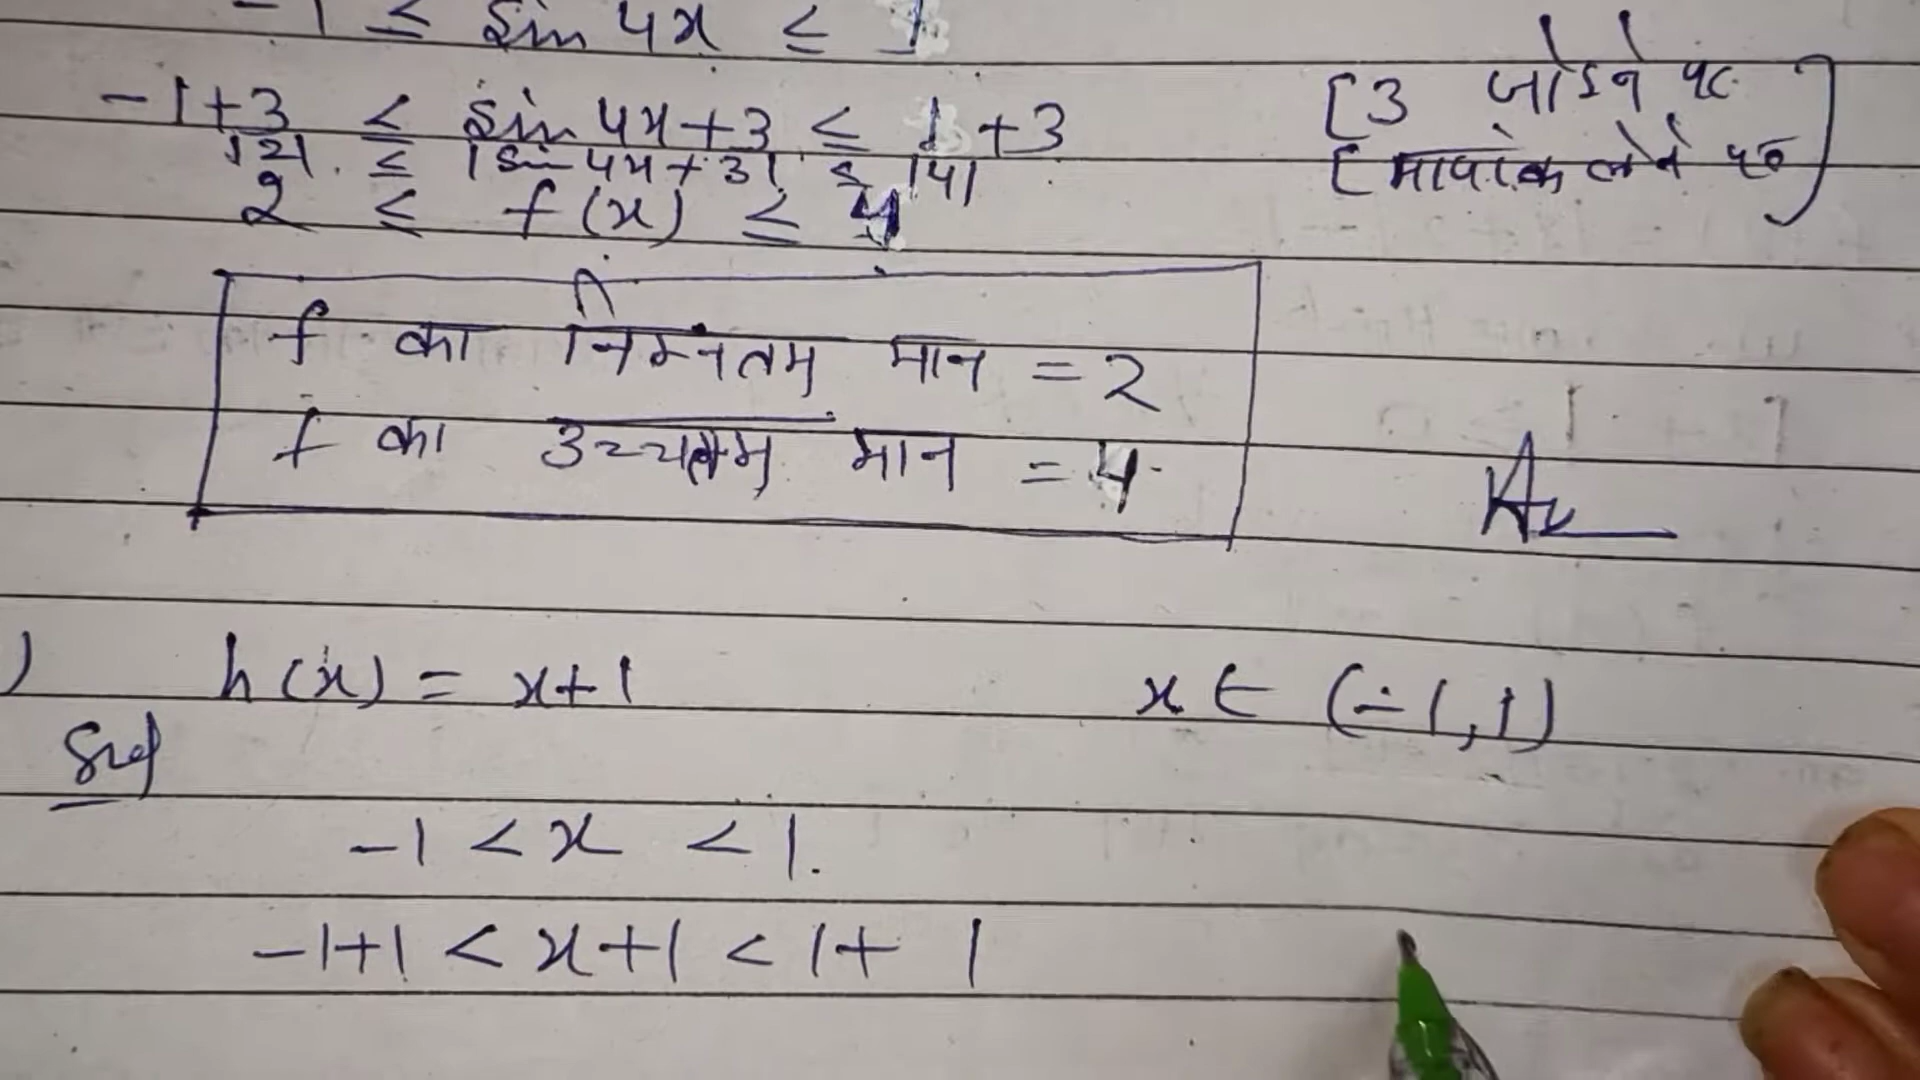 -1 ≤ sin 4x ≤ 1
-1+3 ≤ sin 4x+3 ≤ 1+3 [3 जोडने पर
|2| ≤ |sin 4x+3| ≤ |4| [मापांक लेने पर]
2 ≤ f(x) ≤ 4
f का निम्नतम मान = 2
f का उच्चतम मान = 4
) h(x) = x+1 x ∈ (-1, 1)
Sol
-1 < x < 1.
-1+1 < x+1 < 1+1